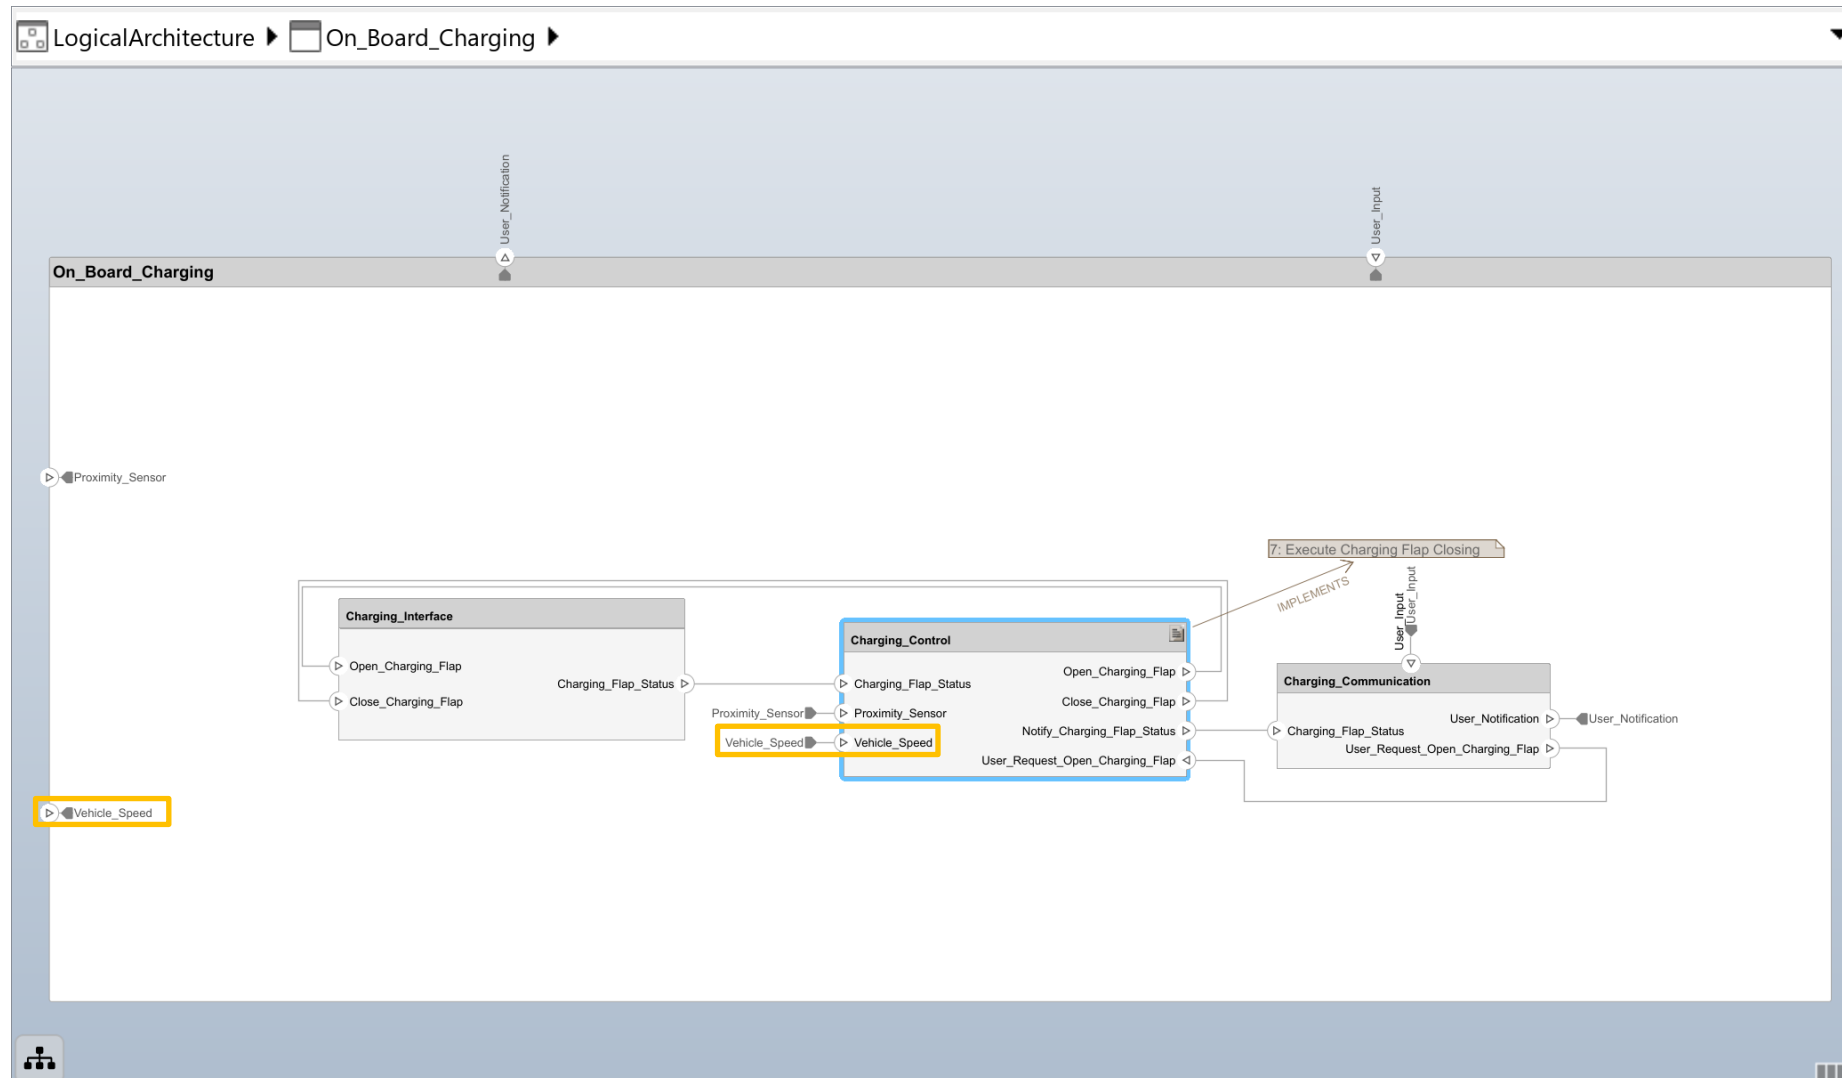 LogicalArchitecture On_Board_Charging
User_Notification
User_Input
On_Board_Charging
Proximity_Sensor
7: Execute Charging Flap Closing
IMPLEMENTS
User_Input
User_Input
Charging_Interface
Open_Charging_Flap
Close_Charging_Flap
Charging_Flap_Status
Charging_Control
Charging_Flap_Status
Proximity_Sensor
Proximity_Sensor
Vehicle_Speed
Vehicle_Speed
Open_Charging_Flap
Close_Charging_Flap
Notify_Charging_Flap_Status
User_Request_Open_Charging_Flap
Charging_Communication
Charging_Flap_Status
User_Notification
User_Notification
User_Request_Open_Charging_Flap
Vehicle_Speed